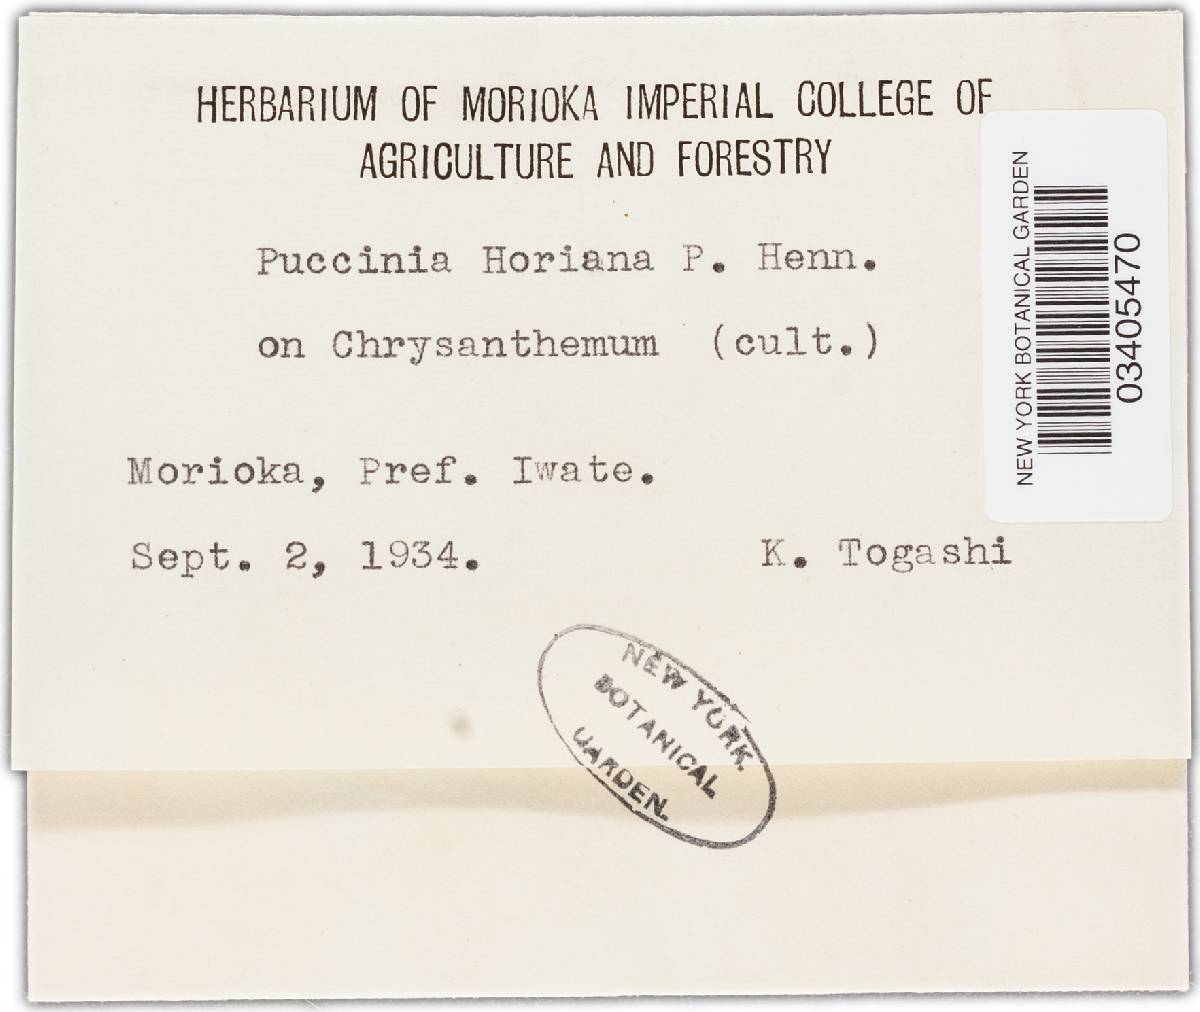 HERBARIUM OF MORIOKA IMPERIAL COLLEGE OF
AGRICULTURE AND FORESTRY
Puccinia Horiana P. Henn.
on Chrysanthemum (cult.)
Morioka, Pref. Iwate.
Sept. 2, 1934. K. Togashi
NEW YORK BOTANICAL GARDEN
03405470
NEW YORK.
BOTANICAL
GARDEN.